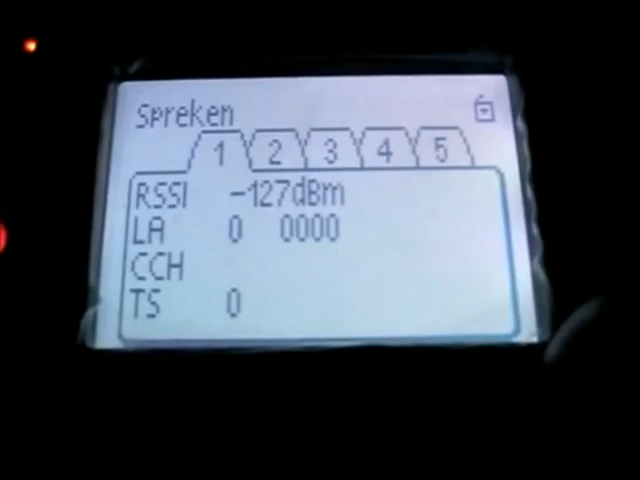 Spreken
1 2 3 4 5
RSSI -127dBm
LA 0 0000
CCH
TS 0